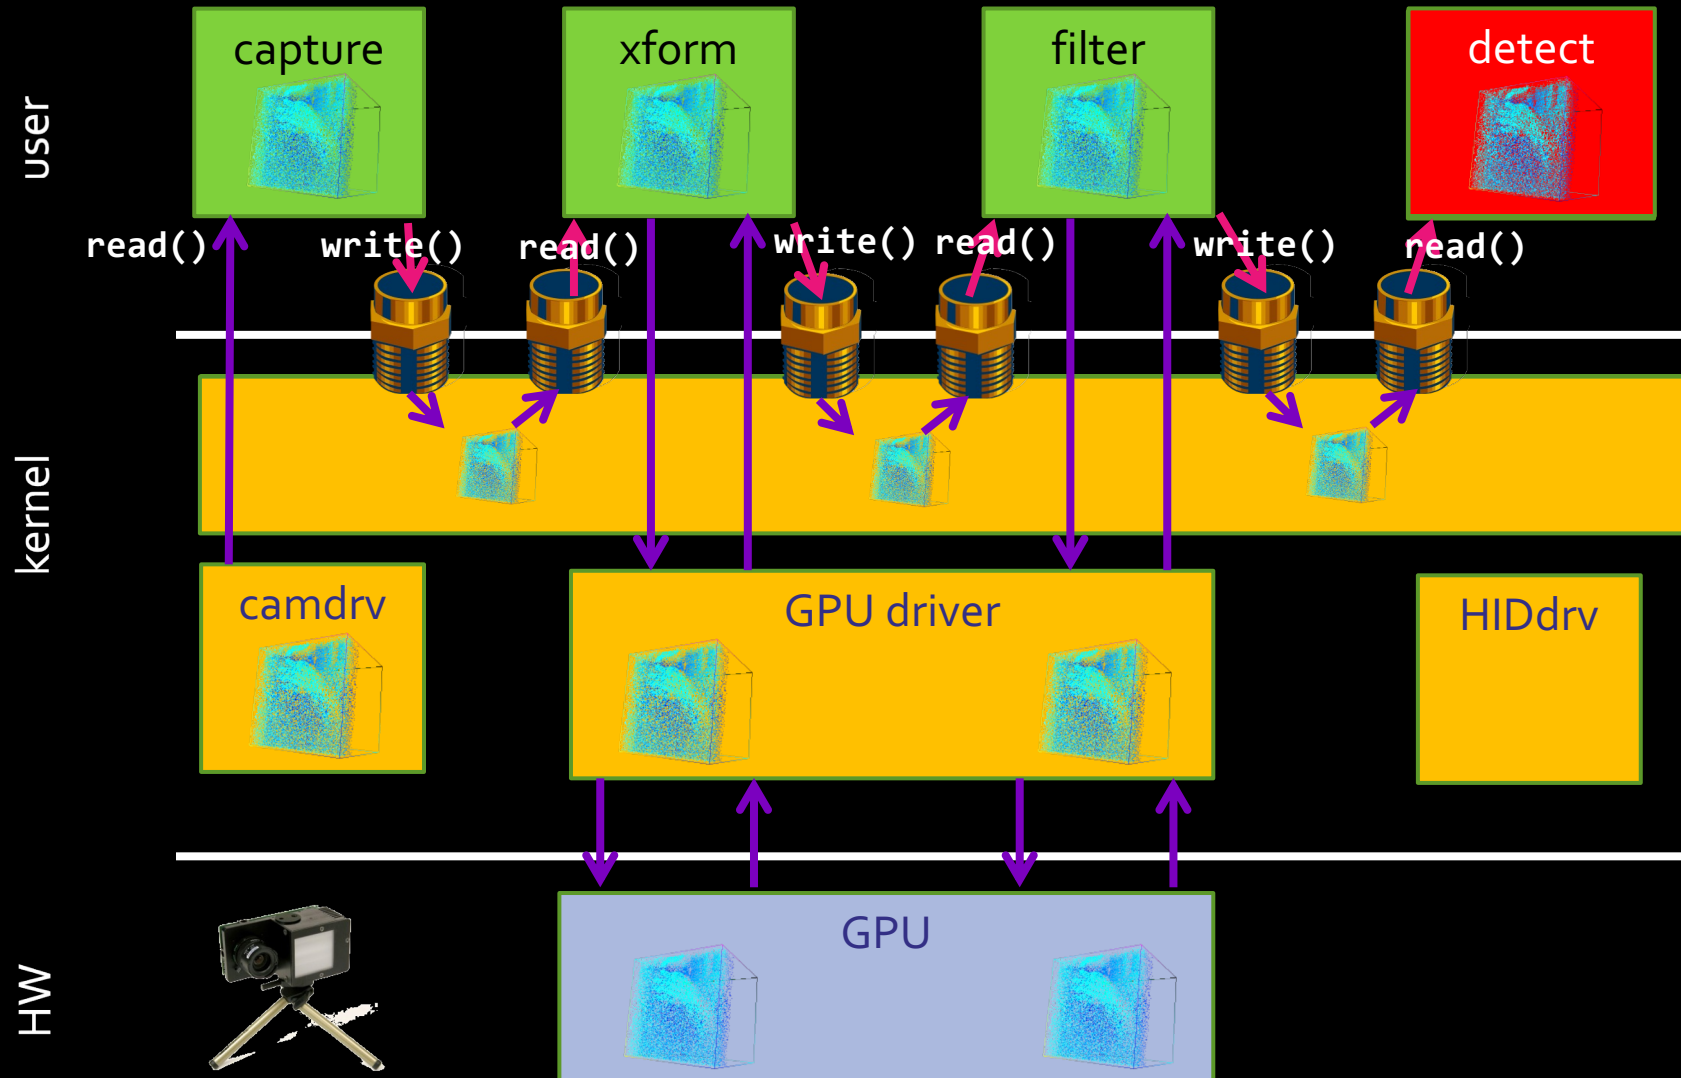 user
capture
xform
filter
detect
read()
write()
read()
write()
read()
write()
read()
kernel
camdrv
GPU driver
HIDdrv
HW
GPU